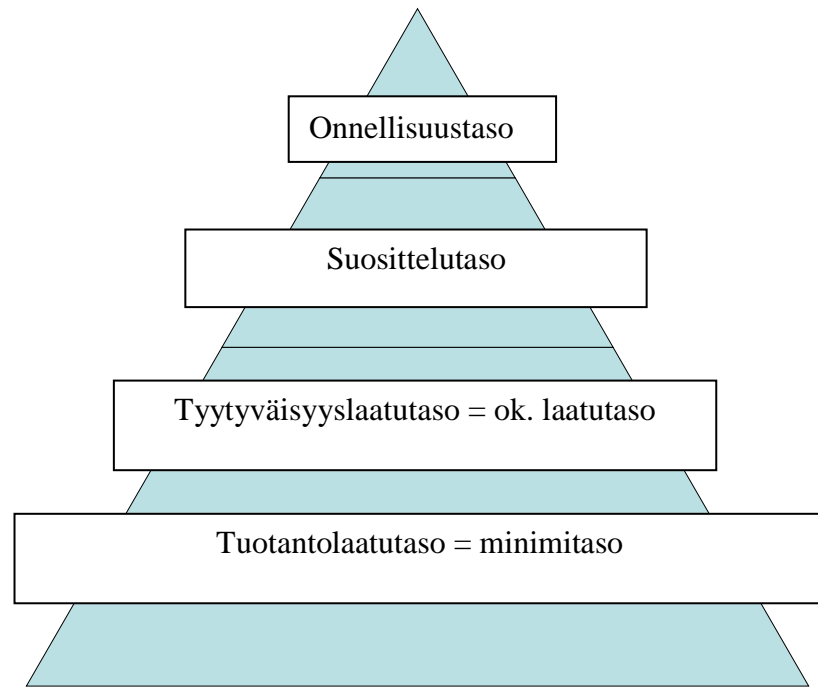 Onnellisuustaso
Suosittelutaso
Tyytyväisyyslaatutaso = ok. laatutaso
Tuotantolaatutaso = minimitaso